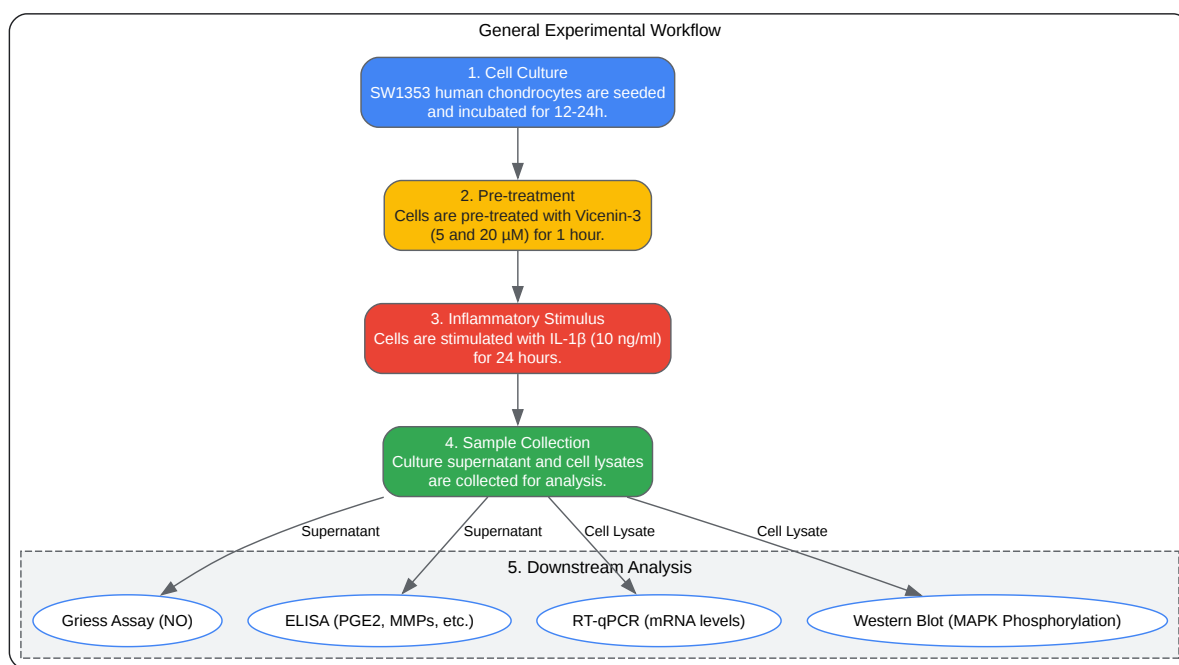 General Experimental Workflow
1. Cell Culture
SW1353 human chondrocytes are seeded
and incubated for 12-24h.
2. Pre-treatment
Cells are pre-treated with Vicenin-3
(5 and 20 µM) for 1 hour.
3. Inflammatory Stimulus
Cells are stimulated with IL-1β (10 ng/ml)
for 24 hours.
4. Sample Collection
Culture supernatant and cell lysates
are collected for analysis.
Supernatant
Supernatant
Cell Lysate
Cell Lysate
5. Downstream Analysis
Griess Assay (NO)
ELISA (PGE2, MMPs, etc.)
RT-qPCR (mRNA levels)
Western Blot (MAPK Phosphorylation)